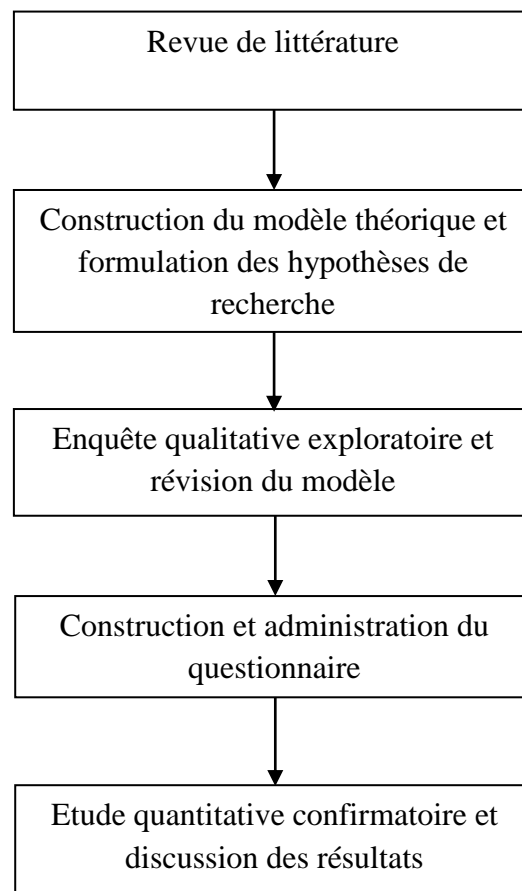 Revue de littérature
Construction du modèle théorique et
formulation des hypothèses de
recherche
Enquête qualitative exploratoire et
révision du modèle
Construction et administration du
questionnaire
Etude quantitative confirmatoire et
discussion des résultats